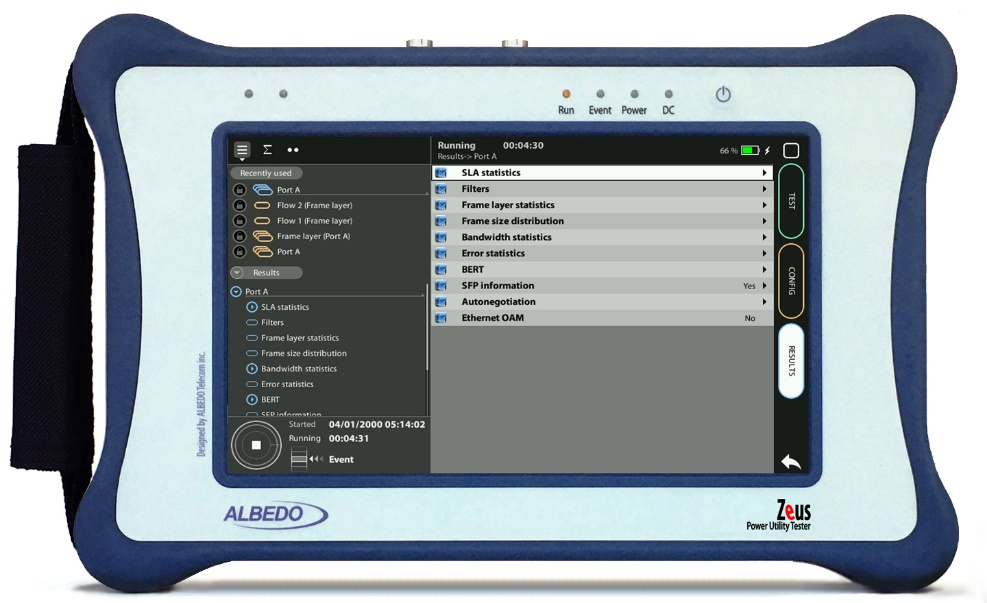 Run Event Power DC
Running 00:04:30
Results-> Port A
66 %
Recently used
Port A
Flow 2 (Frame layer)
Flow 1 (Frame layer)
Frame layer (Port A)
Port A
Results
Port A
SLA statistics
Filters
Frame layer statistics
Frame size distribution
Bandwidth statistics
Error statistics
BERT
SFP information
Started 04/01/2000 05:14:02
Running 00:04:31
Event
SLA statistics
Filters
Frame layer statistics
Frame size distribution
Bandwidth statistics
Error statistics
BERT
SFP information Yes
Autonegotiation
Ethernet OAM No
TEST
CONFIG
RESULTS
Designed by ALBEDO Telecom inc.
ALBEDO
Zeus
Power Utility Tester